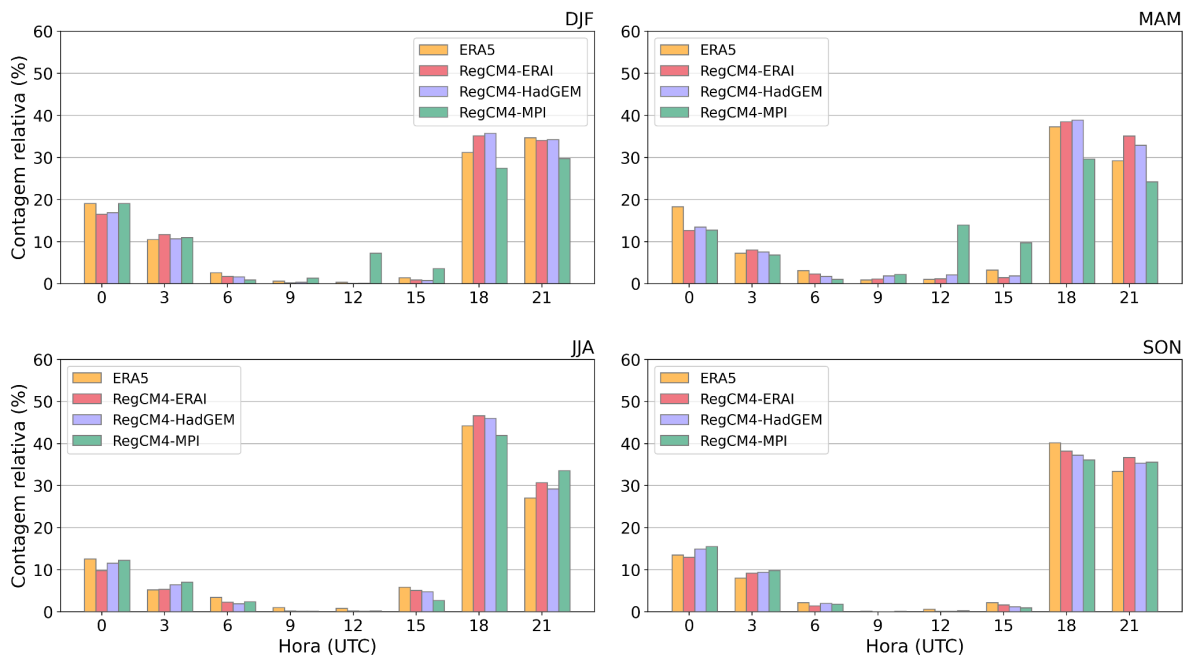 DJF
Contagem relativa (%)
60
50
40
30
20
10
0
ERA5
RegCM4-ERAI
RegCM4-HadGEM
RegCM4-MPI
0 3 6 9 12 15 18 21
MAM
60
50
40
30
20
10
0
ERA5
RegCM4-ERAI
RegCM4-HadGEM
RegCM4-MPI
0 3 6 9 12 15 18 21
JJA
Contagem relativa (%)
60
50
40
30
20
10
0
ERA5
RegCM4-ERAI
RegCM4-HadGEM
RegCM4-MPI
0 3 6 9 12 15 18 21
Hora (UTC)
SON
60
50
40
30
20
10
0
ERA5
RegCM4-ERAI
RegCM4-HadGEM
RegCM4-MPI
0 3 6 9 12 15 18 21
Hora (UTC)